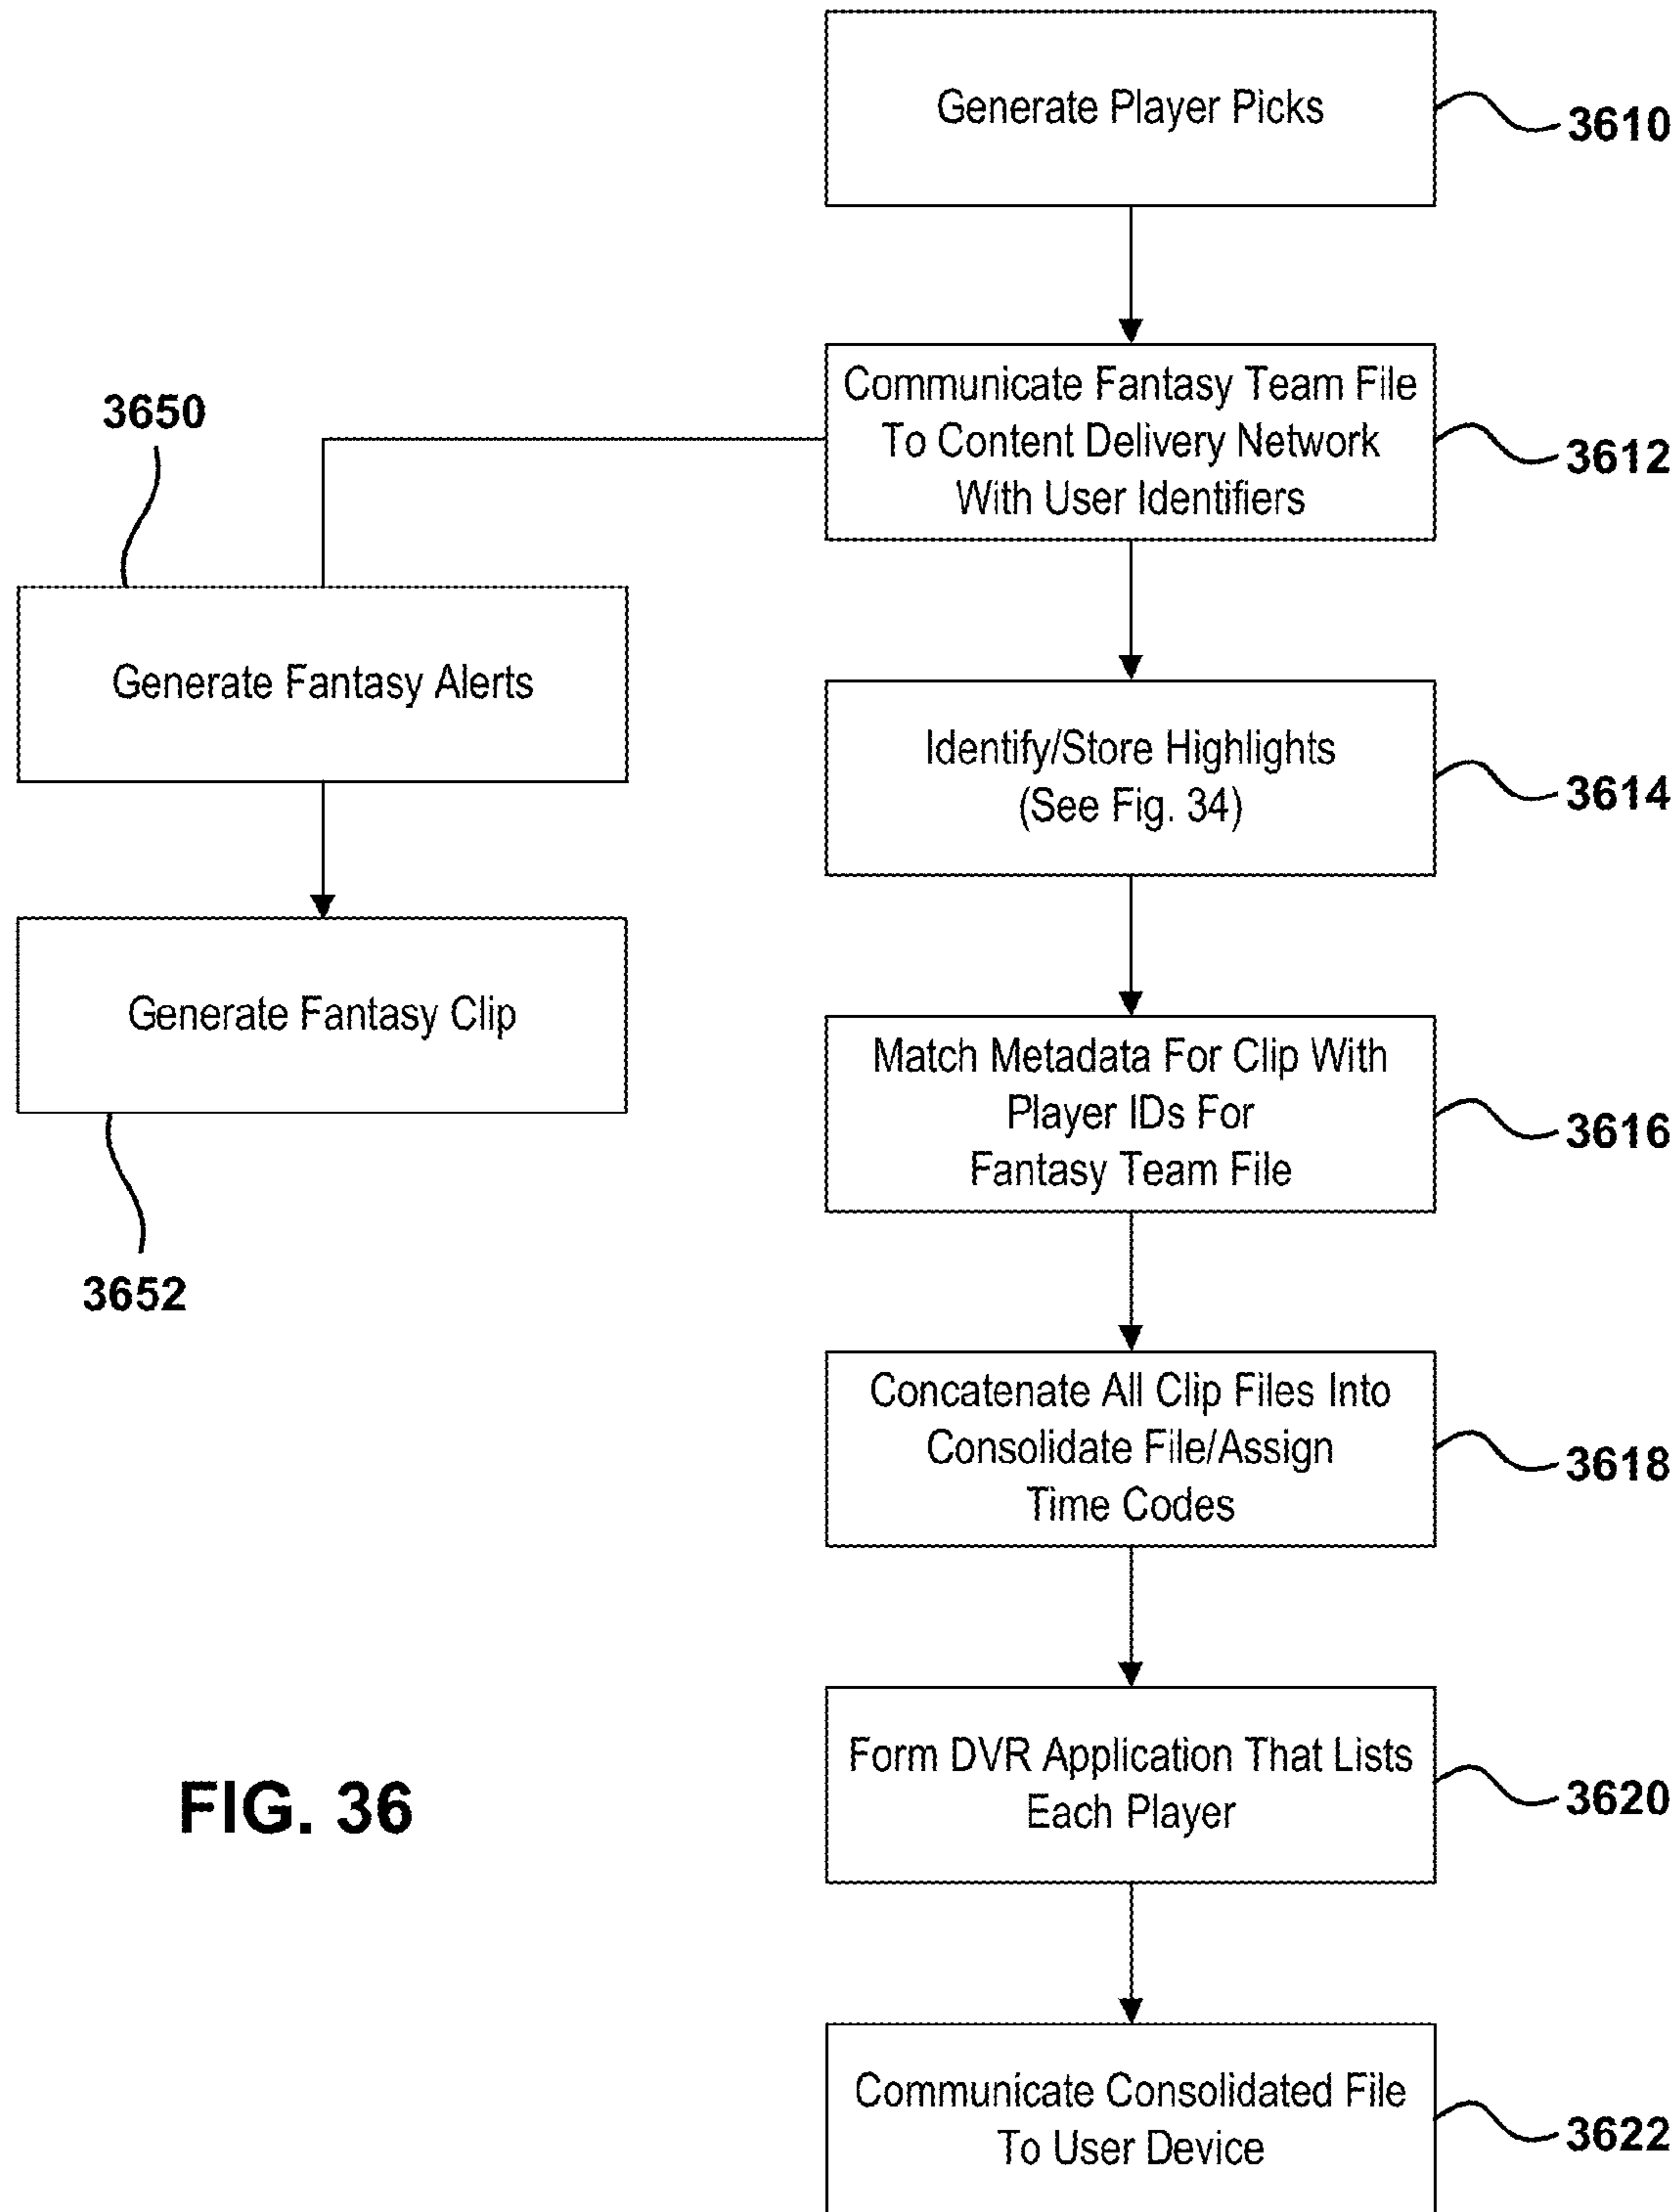 Generate Player Picks
3610
Communicate Fantasy Team File
To Content Delivery Network
With User Identifiers
3612
3650
Generate Fantasy Alerts
Identify/Store Highlights
(See Fig. 34)
3614
Generate Fantasy Clip
3652
Match Metadata For Clip With
Player IDs For
Fantasy Team File
3616
Concatenate All Clip Files Into
Consolidate File/Assign
Time Codes
3618
Form DVR Application That Lists
Each Player
3620
FIG. 36
Communicate Consolidated File
To User Device
3622